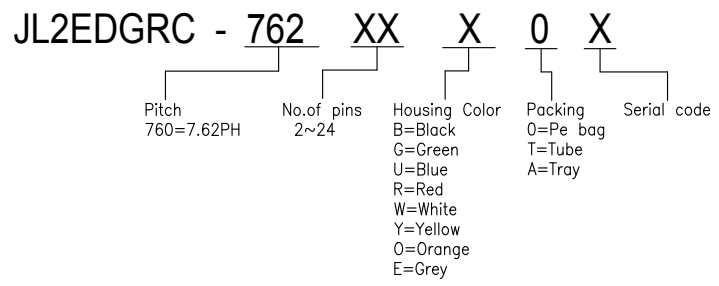 JL2EDGRC - 762 XX X 0 X
Pitch No.of pins Housing Color Packing Serial code
760=7.62PH 2~24 B=Black 0=Pe bag
G=Green T=Tube
U=Blue A=Tray
R=Red
W=White
Y=Yellow
O=Orange
E=Grey